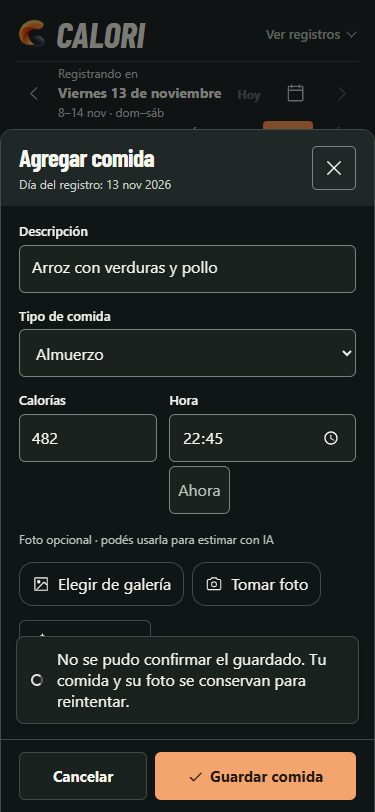 CALORI
Ver registros
Registrando en
Viernes 13 de noviembre
Hoy
8–14 nov · dom–sáb
Agregar comida
Día del registro: 13 nov 2026
Descripción
Arroz con verduras y pollo
Tipo de comida
Almuerzo
Calorías
Hora
482
22:45
Ahora
Foto opcional · podés usarla para estimar con IA
Elegir de galería
Tomar foto
No se pudo confirmar el guardado. Tu
comida y su foto se conservan para
reintentar.
Cancelar
Guardar comida